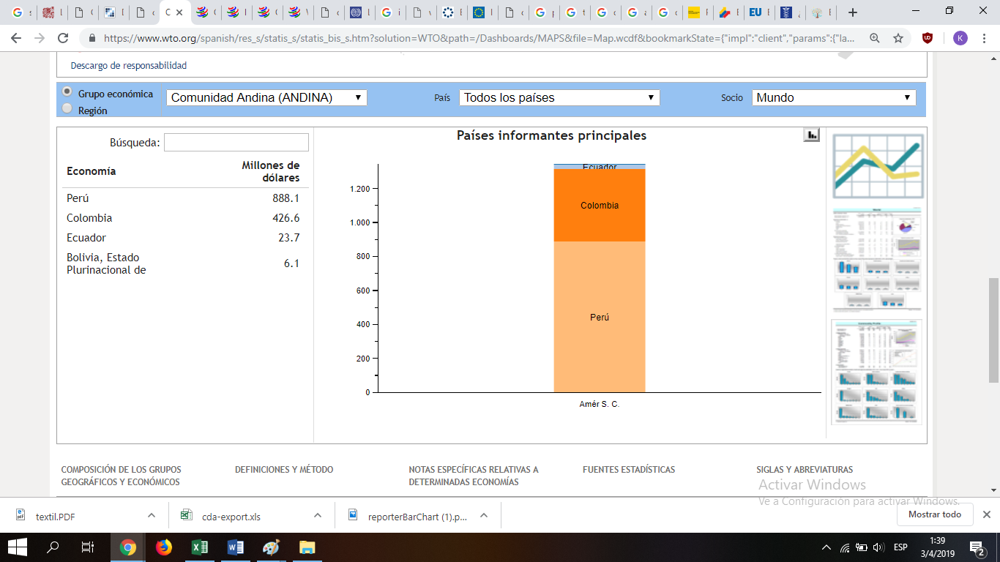 https://www.wto.org/spanish/res_s/statis_s/statis_bis_s.htm?solution=WTO&path=/Dashboards/MAPS&file=Map.wcdf&bookmarkState={"impl":"client","params":{"la...
K
Descargo de responsabilidad
Grupo económica
Comunidad Andina (ANDINA)
País
Todos los países
Socio
Mundo
Región
Búsqueda:
Economía
Millones de
dólares
Perú 888.1
Colombia 426.6
Ecuador 23.7
Bolivia, Estado
Plurinacional de
6.1
Países informantes principales
1.200
1.000
800
600
400
200
0
Ecuador
Colombia
Perú
Amér S. C.
COMPOSICIÓN DE LOS GRUPOS
GEOGRÁFICOS Y ECONÓMICOS
DEFINICIONES Y MÉTODO
NOTAS ESPECÍFICAS RELATIVAS A
DETERMINADAS ECONOMÍAS
FUENTES ESTADÍSTICAS
SIGLAS Y ABREVIATURAS
Activar Windows
Ve a Configuración para activar Windows.
textil.PDF
cda-export.xls
reporterBarChart (1).p...
Mostrar todo
ESP
1:39
3/4/2019
2